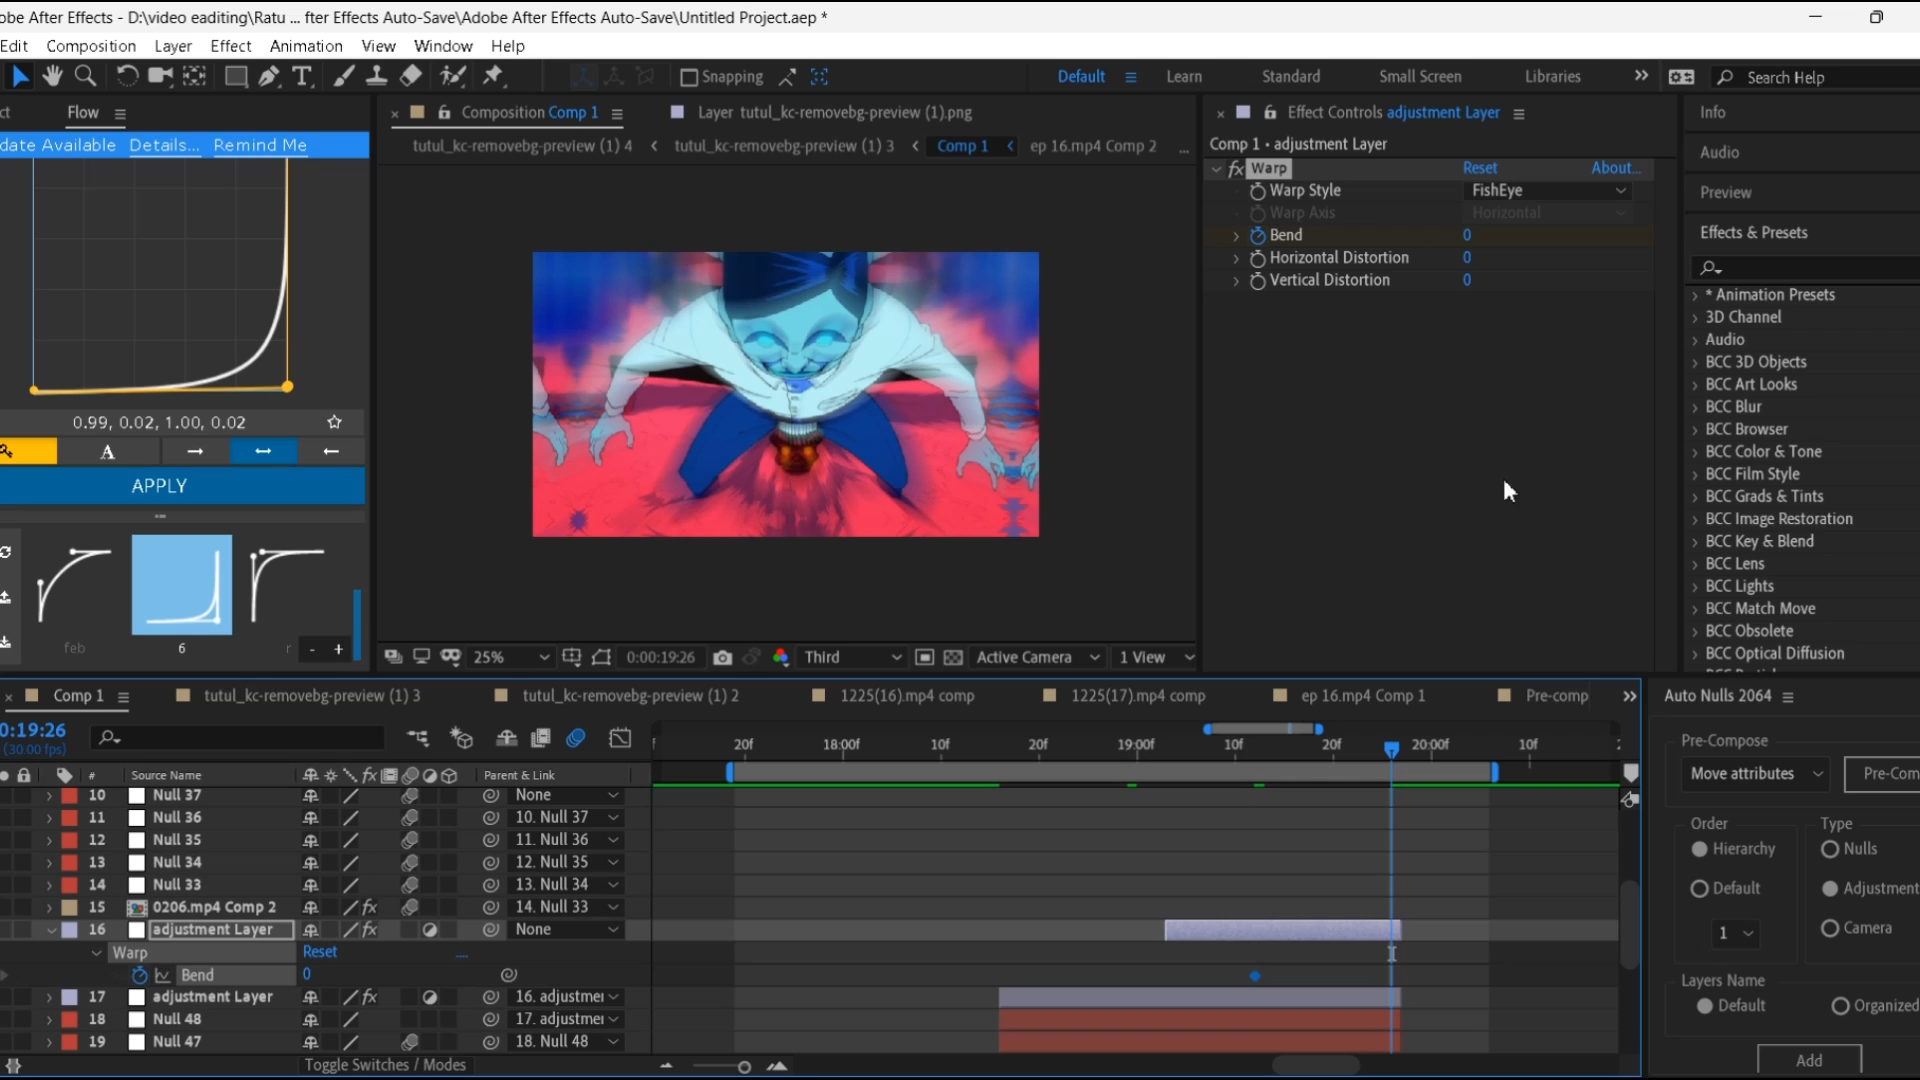 obe After Effects - D:\video eaditing\Ratu ... fter Effects Auto-Save\Adobe After Effects Auto-Save\Untitled Project.aep *
Edit Composition Layer Effect Animation View Window Help
Snapping Default Learn Standard Small Screen Libraries Search Help
ct Flow
date Available Details... Remind Me
0.99, 0.02, 1.00, 0.02
A
APPLY
feb 6 r - +
Composition Comp 1 Layer tutul_kc-removebg-preview (1).png
tutul_kc-removebg-preview (1) 4 tutul_kc-removebg-preview (1) 3 Comp 1 ep 16.mp4 Comp 2 ...
25% 0:00:19:26 Third Active Camera 1 View
Effect Controls adjustment Layer
Comp 1 • adjustment Layer
fx Warp Reset About...
Warp Style FishEye
Warp Axis Horizontal
Bend 0
Horizontal Distortion 0
Vertical Distortion 0
Info
Audio
Preview
Effects & Presets
* Animation Presets
3D Channel
Audio
BCC 3D Objects
BCC Art Looks
BCC Blur
BCC Browser
BCC Color & Tone
BCC Film Style
BCC Grads & Tints
BCC Image Restoration
BCC Key & Blend
BCC Lens
BCC Lights
BCC Match Move
BCC Obsolete
BCC Optical Diffusion
Comp 1 tutul_kc-removebg-preview (1) 3 tutul_kc-removebg-preview (1) 2 1225(16).mp4 comp 1225(17).mp4 comp ep 16.mp4 Comp 1 Pre-comp
0:19:26
(30.00 fps)
f 20f 18:00f 10f 20f 19:00f 10f 20f 20:00f 10f
# Source Name fx Parent & Link
10 Null 37 None
11 Null 36 10. Null 37
12 Null 35 11. Null 36
13 Null 34 12. Null 35
14 Null 33 13. Null 34
15 0206.mp4 Comp 2 fx 14. Null 33
16 adjustment Layer fx None
Warp Reset ....
Bend 0
17 adjustment Layer fx 16. adjustmer
18 Null 48 17. adjustmer
19 Null 47 18. Null 48
Toggle Switches / Modes
Auto Nulls 2064
Pre-Compose
Move attributes Pre-Com
Order Type
Hierarchy Nulls
Default Adjustment
1 Camera
Layers Name
Default Organized
Add